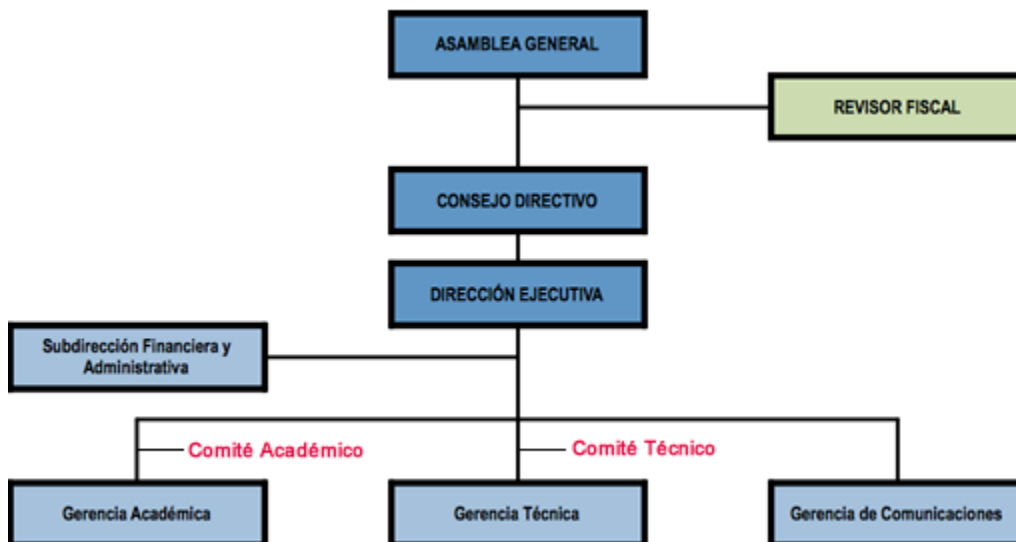 ASAMBLEA GENERAL
REVISOR FISCAL
CONSEJO DIRECTIVO
DIRECCIÓN EJECUTIVA
Subdirección Financiera y
Administrativa
Comité Académico
Comité Técnico
Gerencia Académica
Gerencia Técnica
Gerencia de Comunicaciones